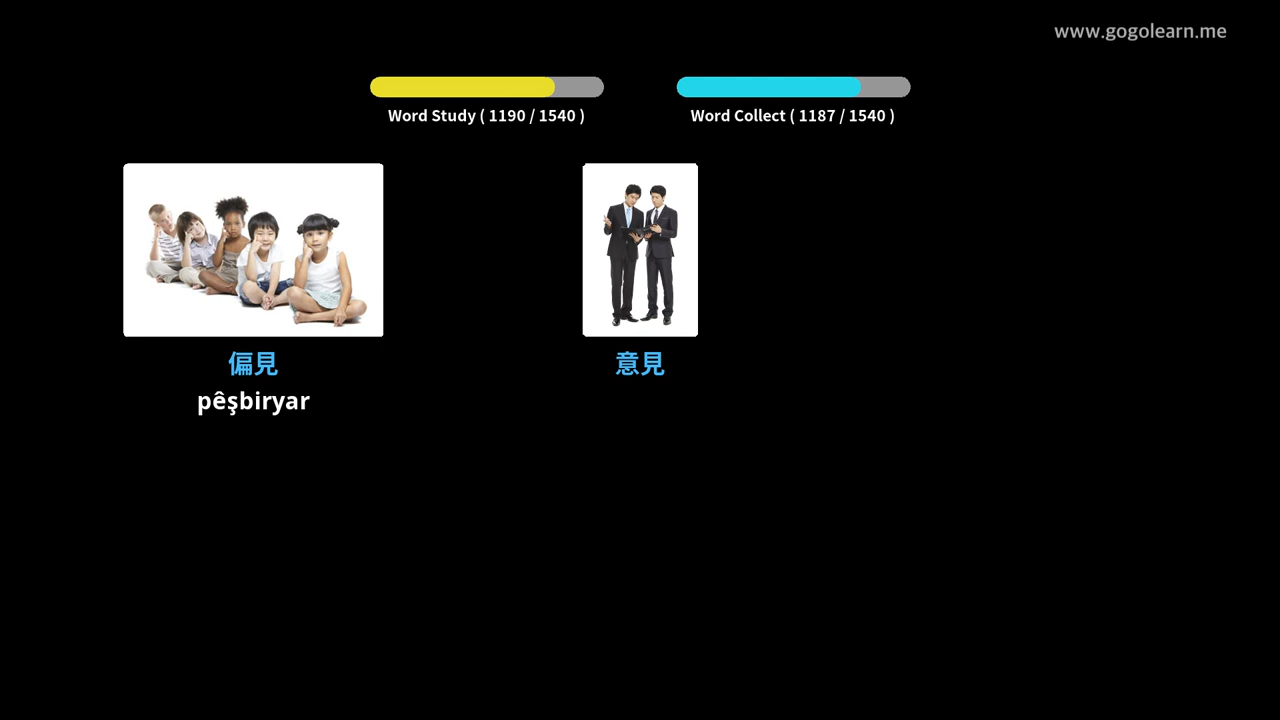 www.gogolearn.me
Word Study ( 1190 / 1540 )
Word Collect ( 1187 / 1540 )
偏見
意見
pêşbiryar